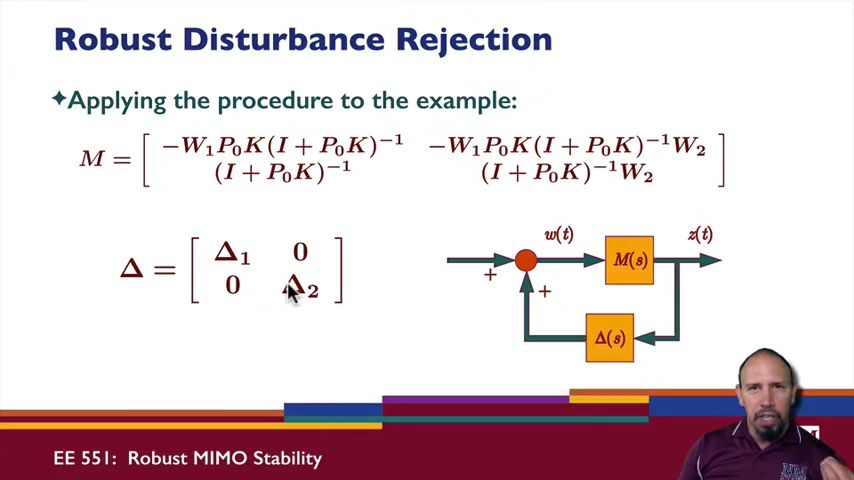 Robust Disturbance Rejection
✦Applying the procedure to the example:
M = [ −W₁P₀K(I + P₀K)⁻¹ −W₁P₀K(I + P₀K)⁻¹W₂
(I + P₀K)⁻¹ (I + P₀K)⁻¹W₂ ]
Δ = [ Δ₁ 0
0 Δ₂ ]
w(t) z(t)
M(s)
+
+
Δ(s)
EE 551: Robust MIMO Stability